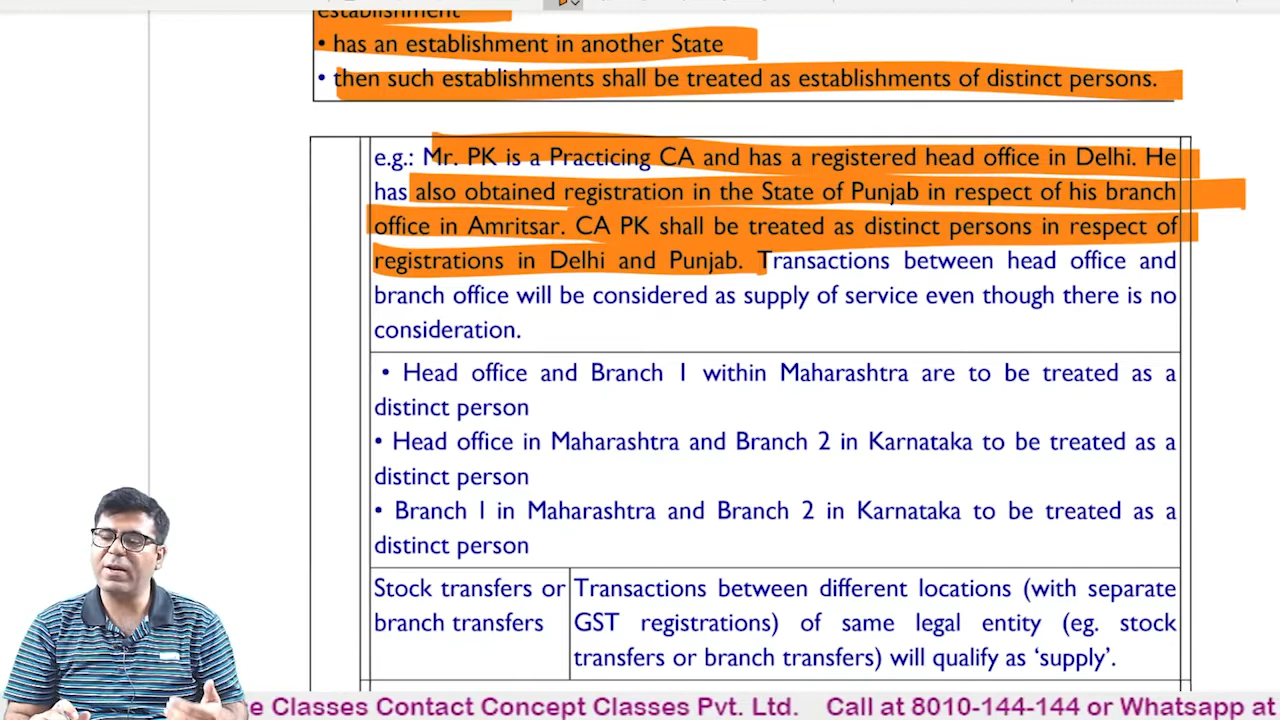 establishment
• has an establishment in another State
• then such establishments shall be treated as establishments of distinct persons.
e.g.: Mr. PK is a Practicing CA and has a registered head office in Delhi. He
has also obtained registration in the State of Punjab in respect of his branch
office in Amritsar. CA PK shall be treated as distinct persons in respect of
registrations in Delhi and Punjab. Transactions between head office and
branch office will be considered as supply of service even though there is no
consideration.
• Head office and Branch 1 within Maharashtra are to be treated as a
distinct person
• Head office in Maharashtra and Branch 2 in Karnataka to be treated as a
distinct person
• Branch 1 in Maharashtra and Branch 2 in Karnataka to be treated as a
distinct person
Stock transfers or
branch transfers
Transactions between different locations (with separate
GST registrations) of same legal entity (eg. stock
transfers or branch transfers) will qualify as ‘supply’.
e Classes Contact Concept Classes Pvt. Ltd. Call at 8010-144-144 or Whatsapp at